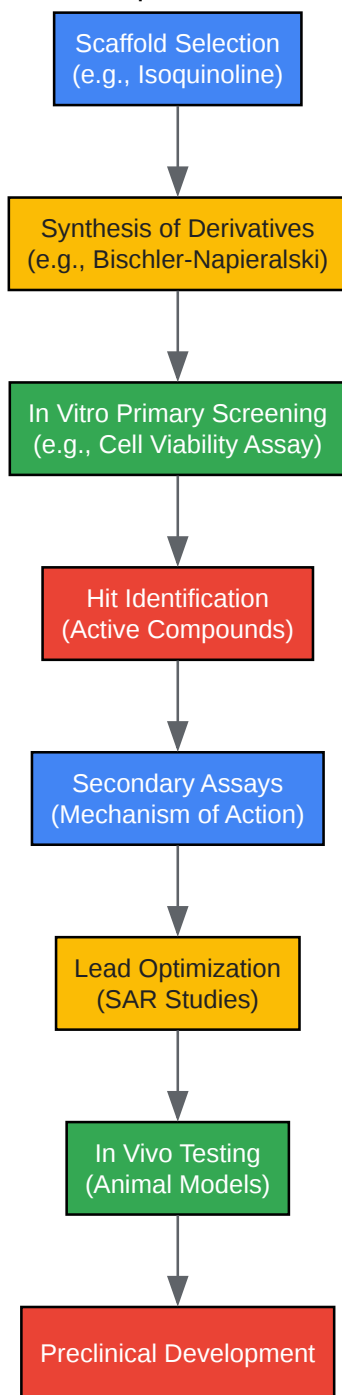 Scaffold Selection
(e.g., Isoquinoline)
Synthesis of Derivatives
(e.g., Bischler-Napieralski)
In Vitro Primary Screening
(e.g., Cell Viability Assay)
Hit Identification
(Active Compounds)
Secondary Assays
(Mechanism of Action)
Lead Optimization
(SAR Studies)
In Vivo Testing
(Animal Models)
Preclinical Development